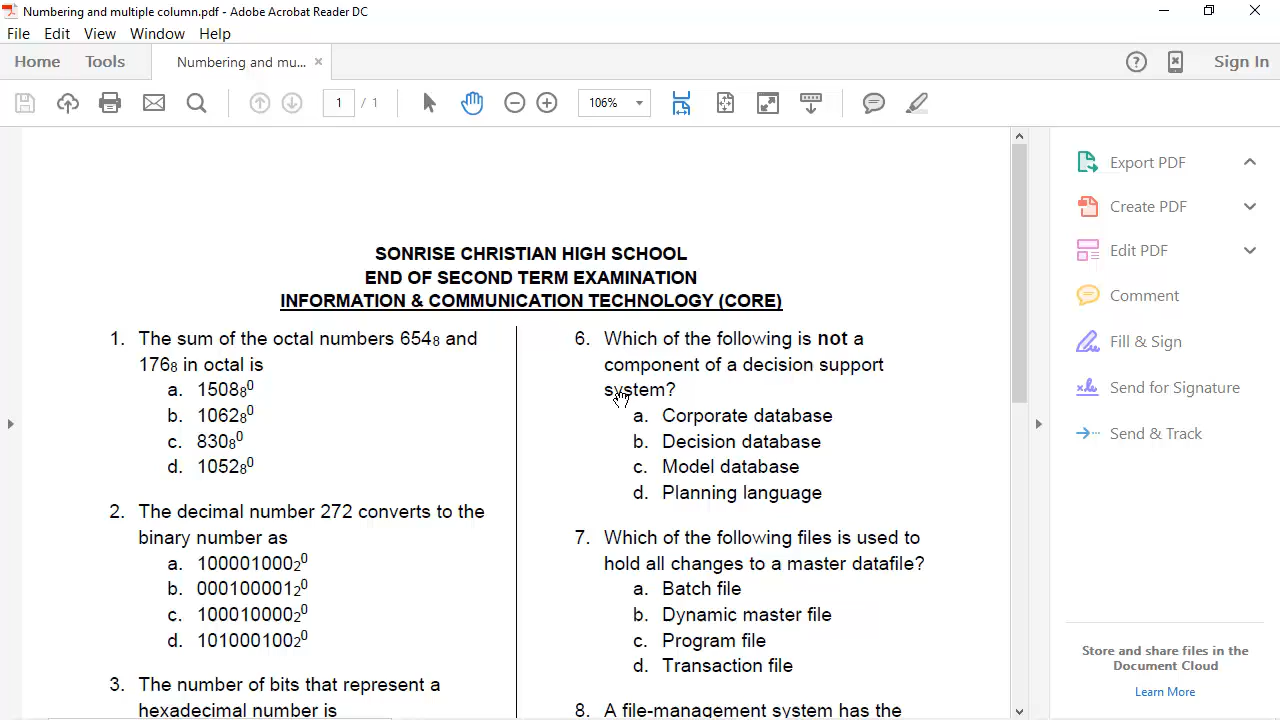 Numbering and multiple column.pdf - Adobe Acrobat Reader DC
File Edit View Window Help
Home Tools Numbering and mu... × Sign In
1 / 1 106%
SONRISE CHRISTIAN HIGH SCHOOL
END OF SECOND TERM EXAMINATION
INFORMATION & COMMUNICATION TECHNOLOGY (CORE)
1. The sum of the octal numbers 654₈ and
176₈ in octal is
a. 1508₈⁰
b. 1062₈⁰
c. 830₈⁰
d. 1052₈⁰
2. The decimal number 272 converts to the
binary number as
a. 100001000₂⁰
b. 000100001₂⁰
c. 100010000₂⁰
d. 101000100₂⁰
3. The number of bits that represent a
hexadecimal number is
6. Which of the following is not a
component of a decision support
system?
a. Corporate database
b. Decision database
c. Model database
d. Planning language
7. Which of the following files is used to
hold all changes to a master datafile?
a. Batch file
b. Dynamic master file
c. Program file
d. Transaction file
8. A file-management system has the
Export PDF
Create PDF
Edit PDF
Comment
Fill & Sign
Send for Signature
Send & Track
Store and share files in the
Document Cloud
Learn More